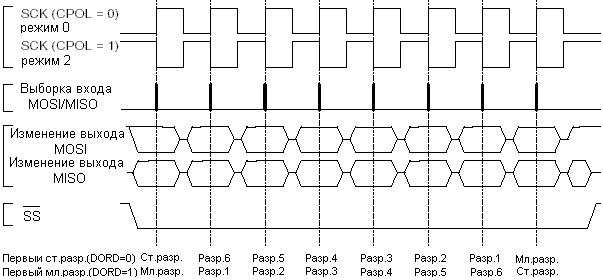 SCK (CPOL = 0)
режим 0
SCK (CPOL = 1)
режим 2
Выборка входа
MOSI/MISO
Изменение выхода
MOSI
Изменение выхода
MISO
SS
Первый ст.разр.(DORD=0) Ст.разр. Разр.6 Разр.5 Разр.4 Разр.3 Разр.2 Разр.1 Мл.разр.
Первый мл.разр.(DORD=1) Мл.разр. Разр.1 Разр.2 Разр.3 Разр.4 Разр.5 Разр.6 Ст.разр.